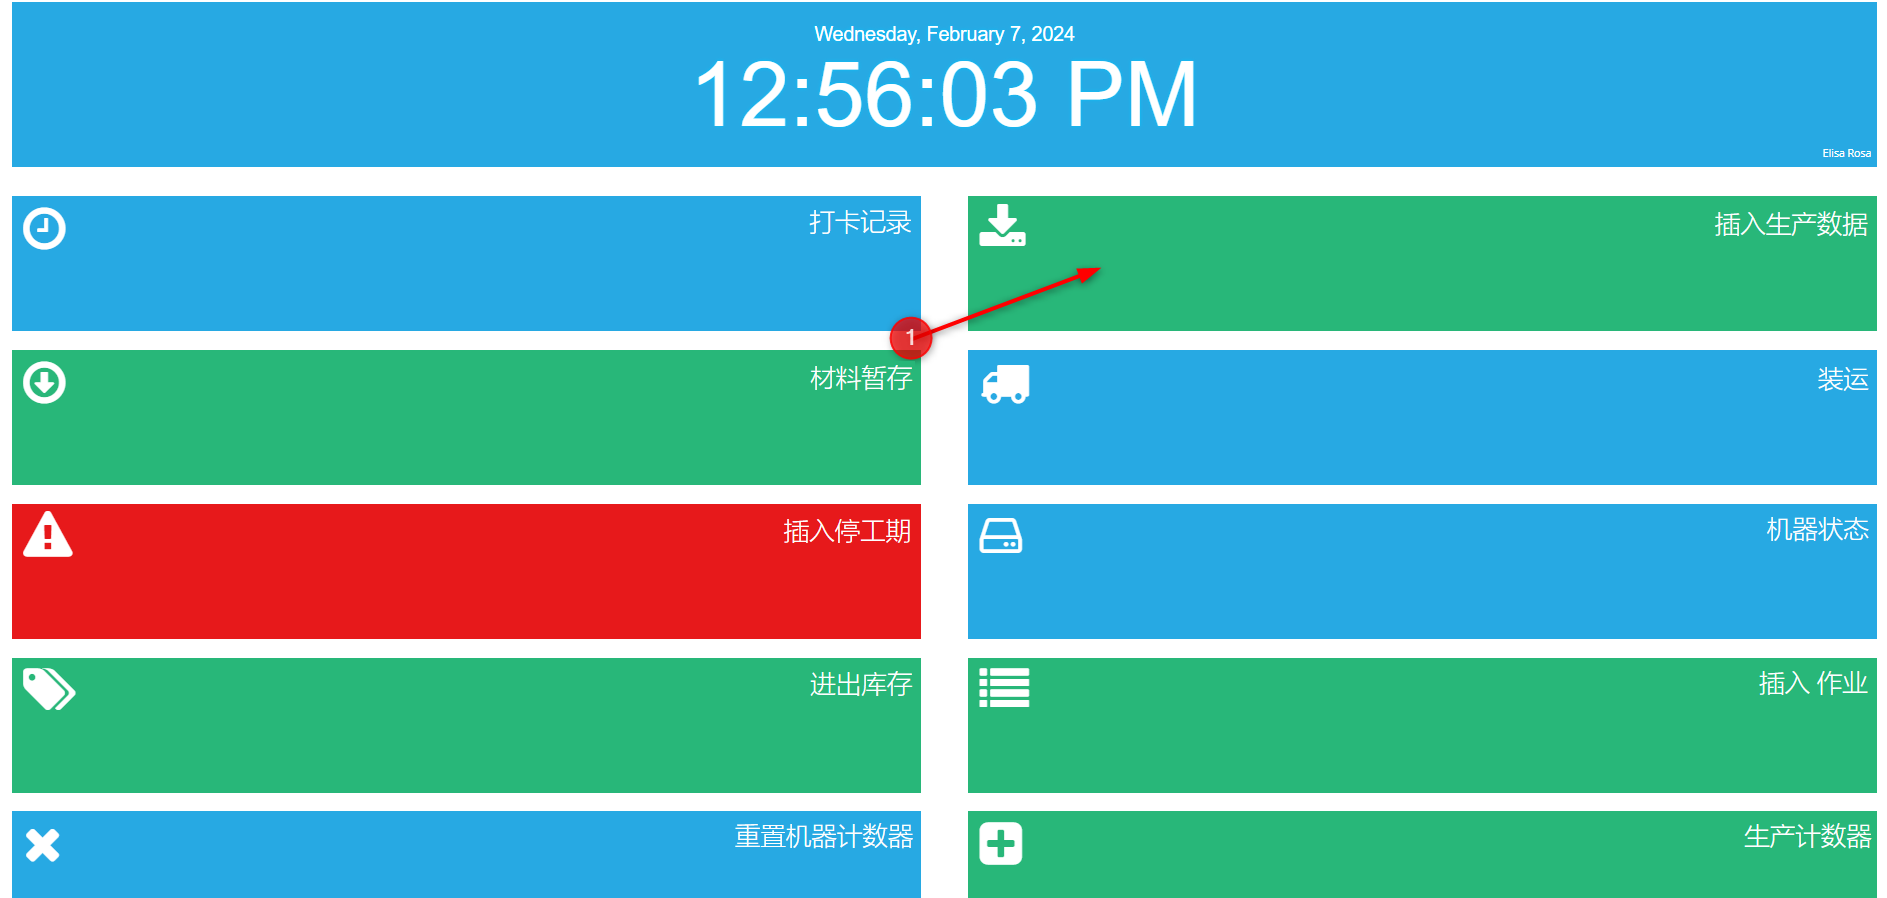 Wednesday, February 7, 2024
12:56:03 PM
Elisa Rosa
打卡记录
插入生产数据
1
材料暂存
装运
插入停工期
机器状态
进出库存
插入 作业
重置机器计数器
生产计数器